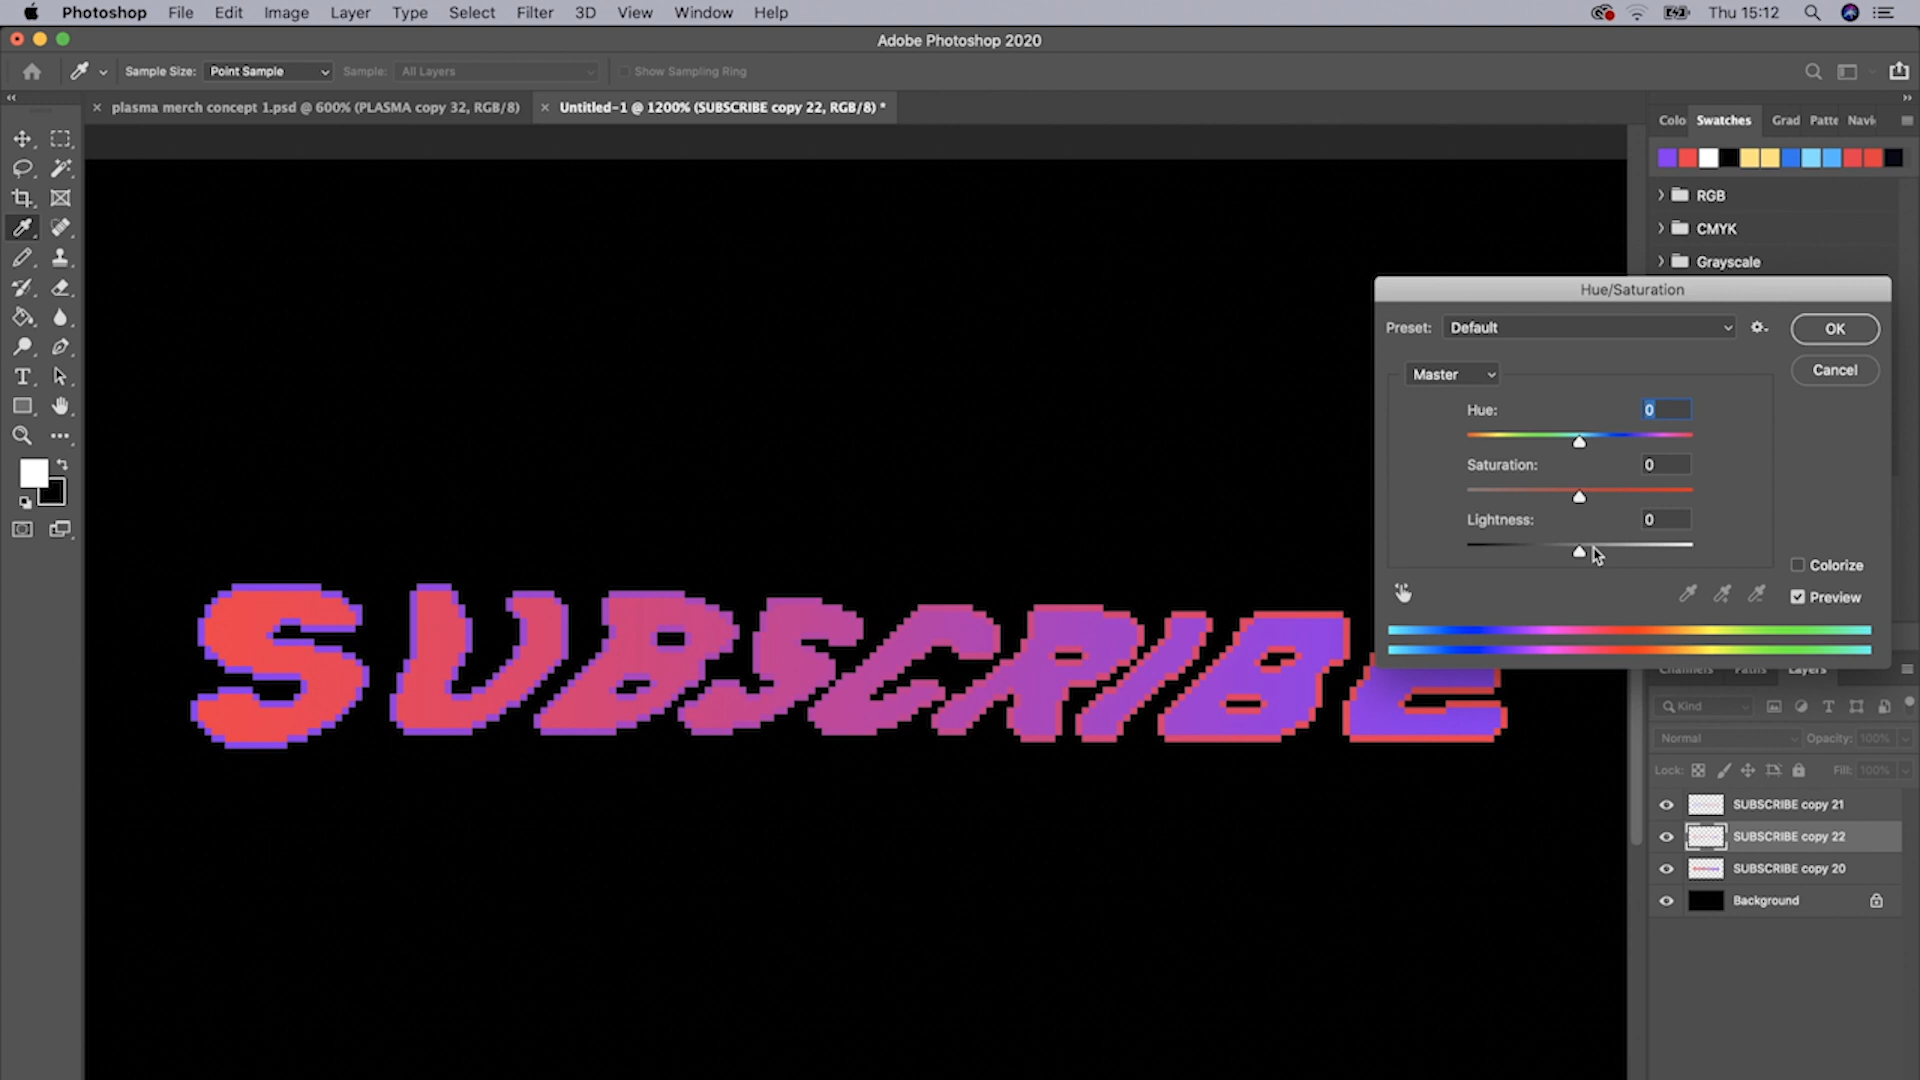 Photoshop File Edit Image Layer Type Select Filter 3D View Window Help Thu 15:12
Adobe Photoshop 2020
Sample Size: Point Sample Sample: All Layers Show Sampling Ring
plasma merch concept 1.psd @ 600% (PLASMA copy 32, RGB/8) Untitled-1 @ 1200% (SUBSCRIBE copy 22, RGB/8) *
Colo Swatches Grad Patte Navi
RGB
CMYK
Grayscale
Hue/Saturation
Preset: Default OK
Cancel
Master
Hue: 0
Saturation: 0
Lightness: 0
Colorize
Preview
SUBSCRIBE
Channels Paths Layers
Kind
Normal Opacity: 100%
Lock: Fill: 100%
SUBSCRIBE copy 21
SUBSCRIBE copy 22
SUBSCRIBE copy 20
Background